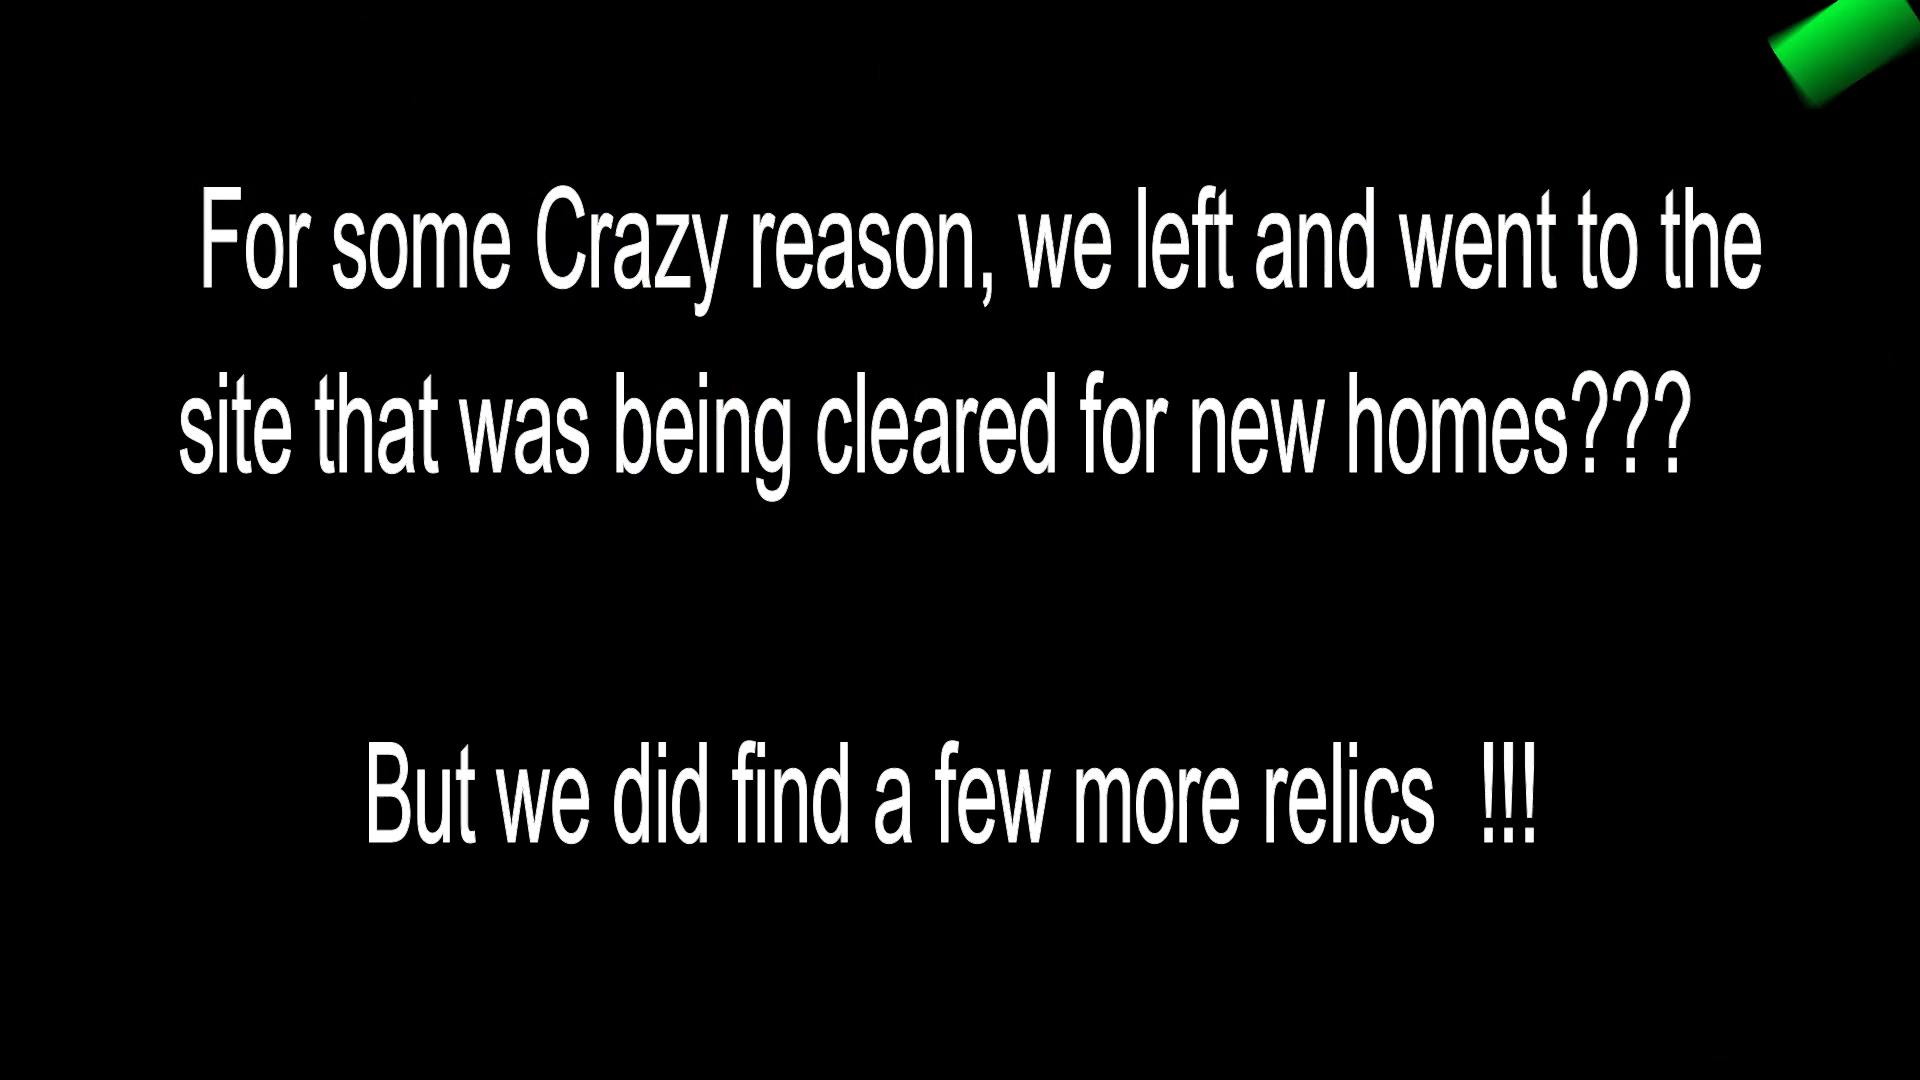 For some Crazy reason, we left and went to the
site that was being cleared for new homes???
But we did find a few more relics  !!!